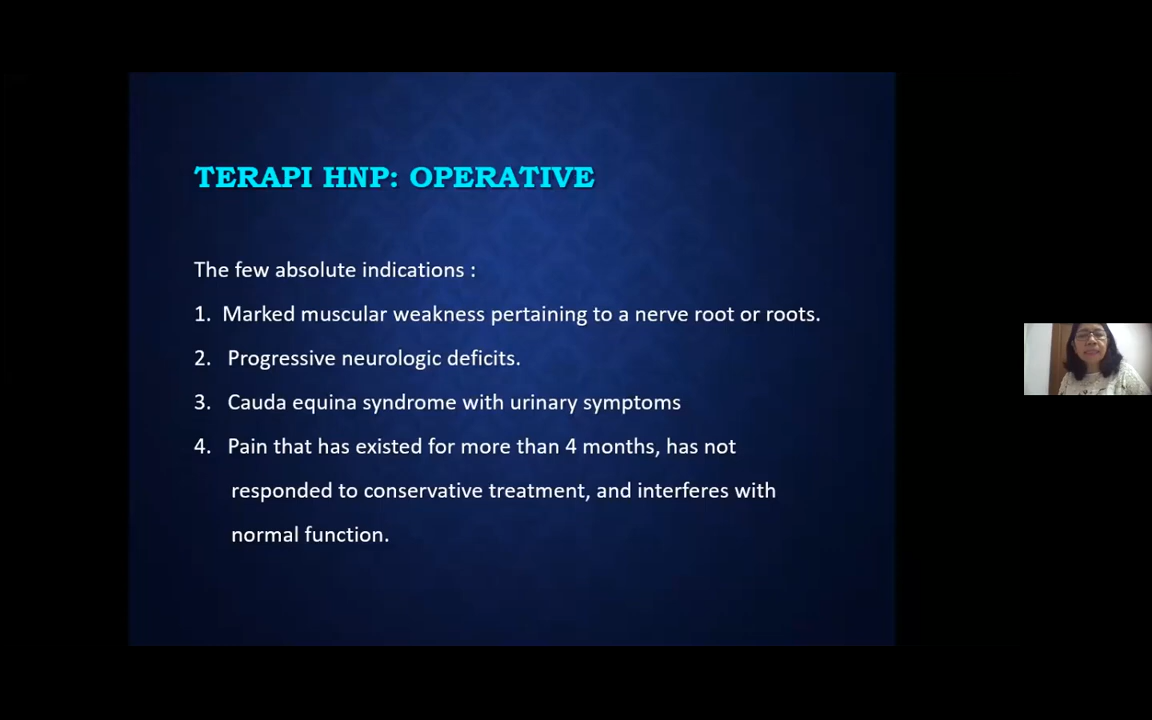 TERAPI HNP: OPERATIVE
The few absolute indications :
1. Marked muscular weakness pertaining to a nerve root or roots.
2. Progressive neurologic deficits.
3. Cauda equina syndrome with urinary symptoms
4. Pain that has existed for more than 4 months, has not
responded to conservative treatment, and interferes with
normal function.